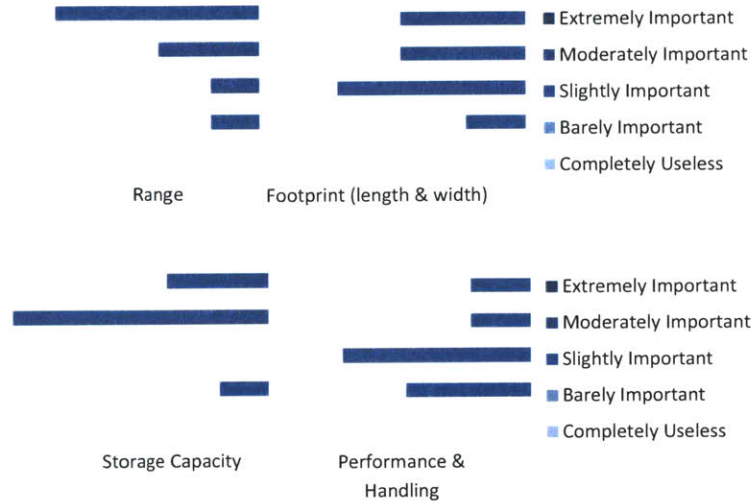 Extremely Important
Moderately Important
Slightly Important
Barely Important
Completely Useless
Range
Footprint (length & width)
Extremely Important
Moderately Important
Slightly Important
Barely Important
Completely Useless
Storage Capacity
Performance &
Handling